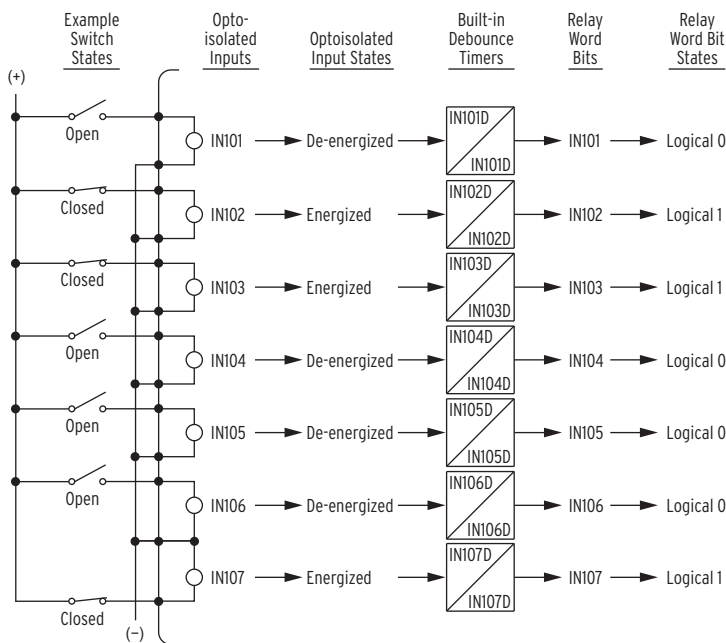 Example
Switch
States
Opto-
isolated
Inputs
Optoisolated
Input States
Built-in
Debounce
Timers
Relay
Word
Bits
Relay
Word Bit
States
(+)
Open
IN101
De-energized
IN101D
IN101D
IN101
Logical 0
Closed
IN102
Energized
IN102D
IN102D
IN102
Logical 1
Closed
IN103
Energized
IN103D
IN103D
IN103
Logical 1
Open
IN104
De-energized
IN104D
IN104D
IN104
Logical 0
Open
IN105
De-energized
IN105D
IN105D
IN105
Logical 0
Open
IN106
De-energized
IN106D
IN106D
IN106
Logical 0
IN107
Energized
IN107D
IN107D
IN107
Logical 1
Closed
(−)